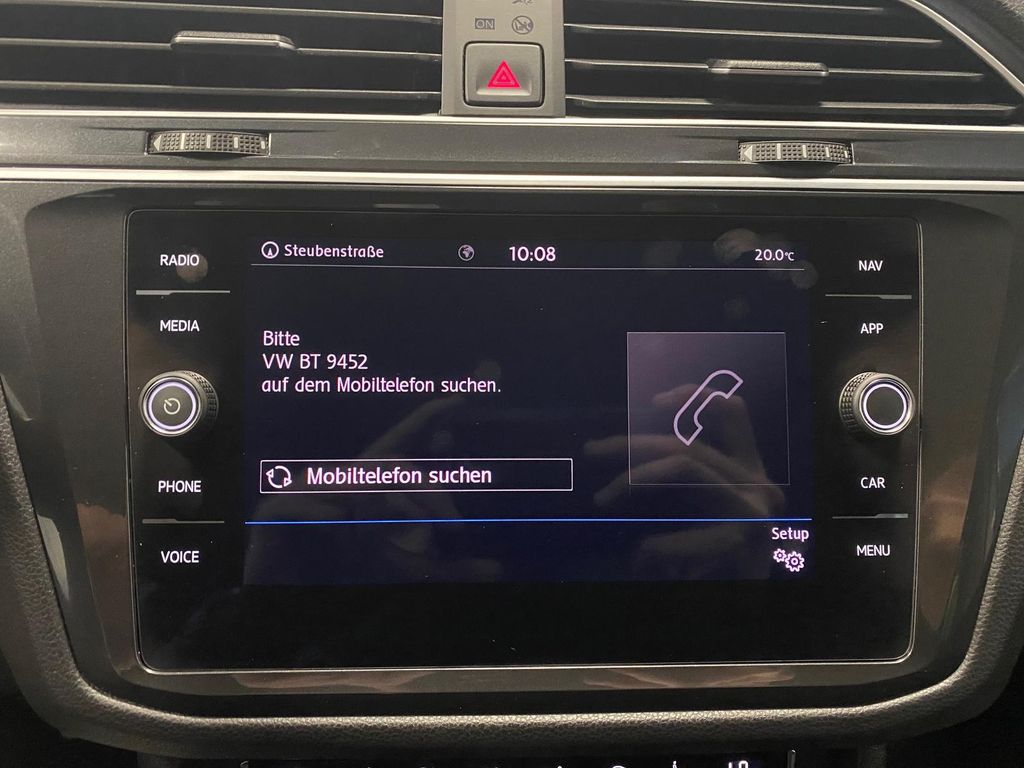 ON
RADIO
MEDIA
PHONE
VOICE
Steubenstraße
10:08
20.0°C
Bitte
VW BT 9452
auf dem Mobiltelefon suchen.
Mobiltelefon suchen
Setup
NAV
APP
CAR
MENU